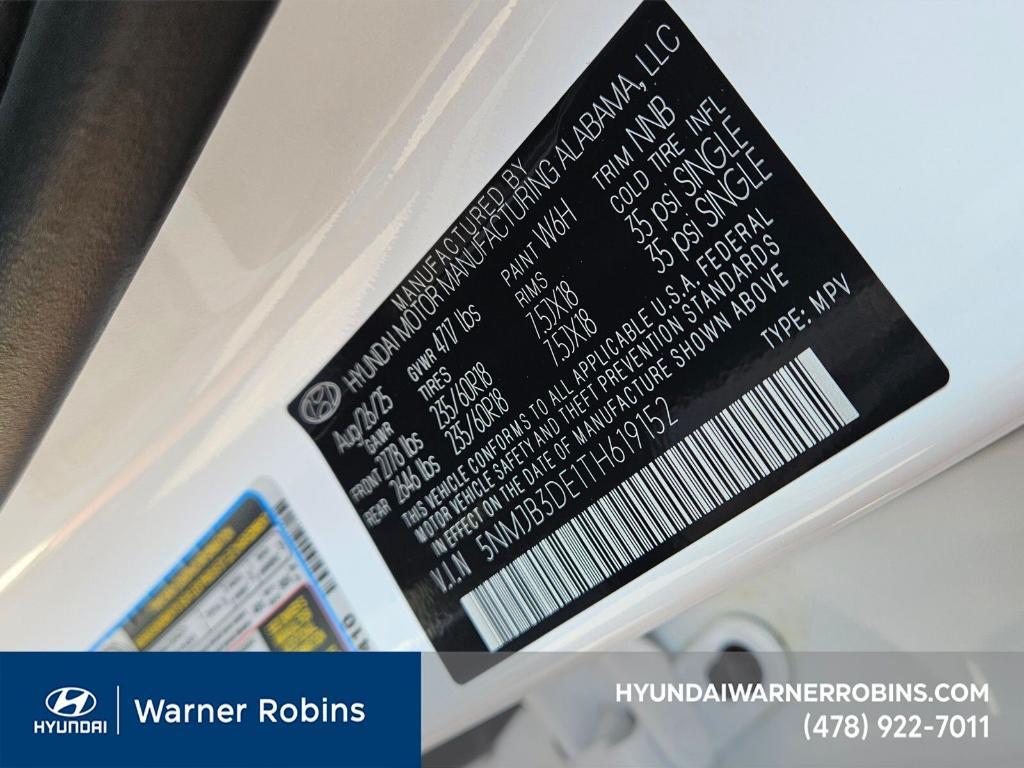 MANUFACTURED BY
HYUNDAI MOTOR MANUFACTURING ALABAMA, LLC
Aug/26/25 GVWR 4717 lbs PAINT W6H TRIM NNB
GAWR TIRES RIMS COLD TIRE INFL
FRONT 2778 lbs 235/60R18 7.5JX18 35 psi SINGLE
REAR 2646 lbs 235/60R18 7.5JX18 35 psi SINGLE
THIS VEHICLE CONFORMS TO ALL APPLICABLE U.S.A. FEDERAL
MOTOR VEHICLE SAFETY AND THEFT PREVENTION STANDARDS
IN EFFECT ON THE DATE OF MANUFACTURE SHOWN ABOVE
V.I.N 5NMJB3DE1TH619152 TYPE: MPV
HYUNDAI
Warner Robins
HYUNDAIWARNERROBINS.COM
(478) 922-7011